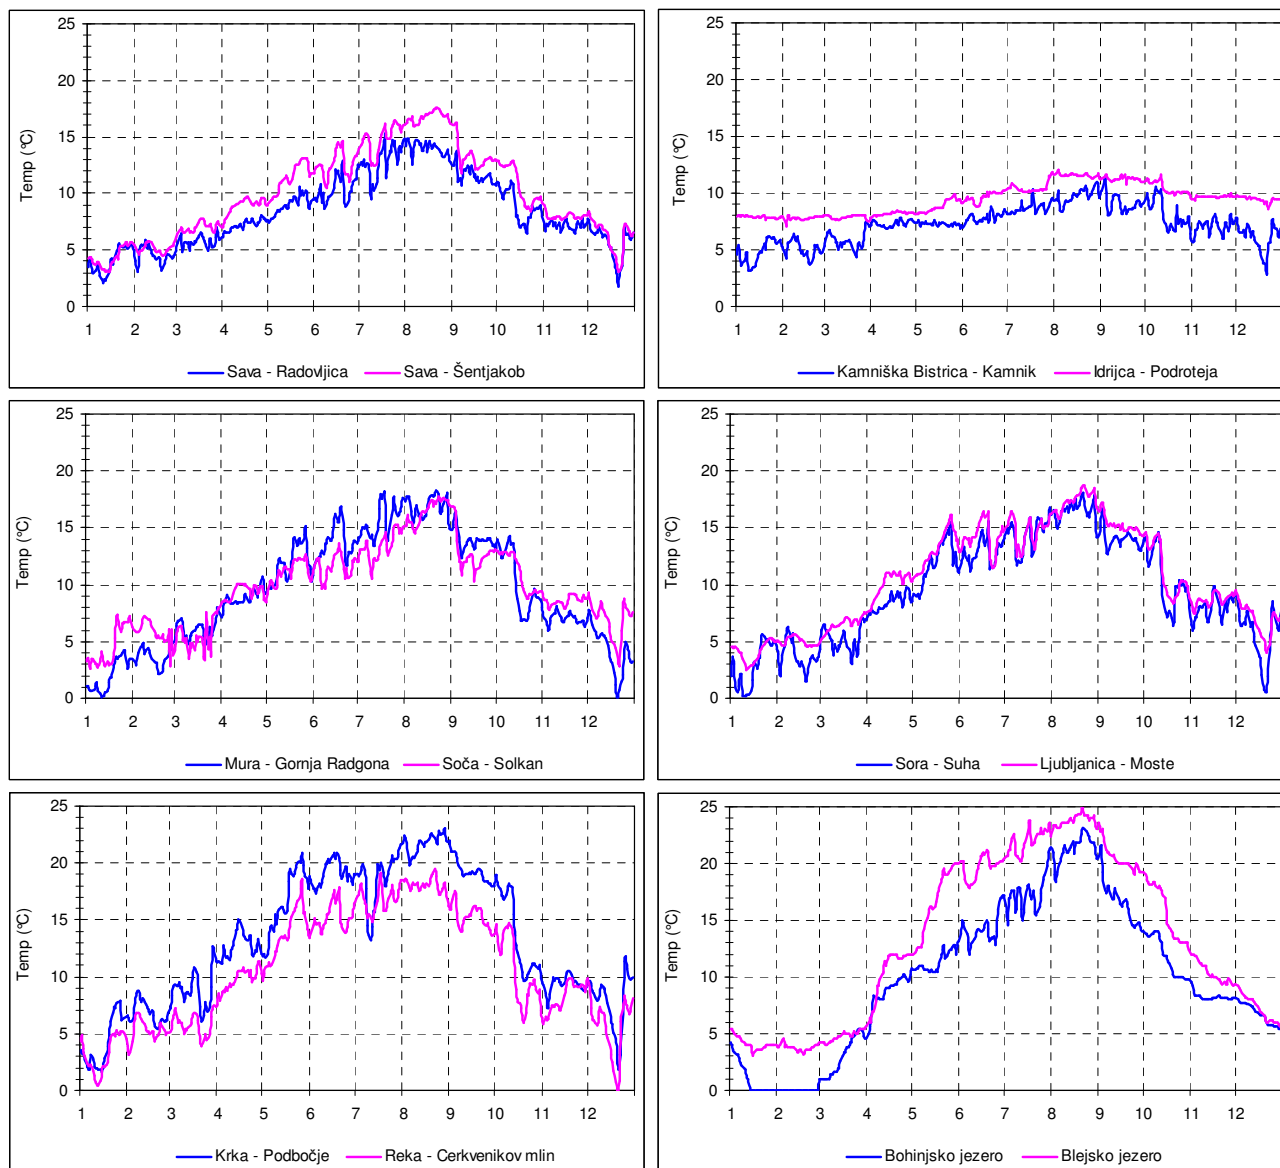 25
20
15
10
5
0
Temp (°C)
1 2 3 4 5 6 7 8 9 10 11 12
Sava - Radovljica Sava - Šentjakob
25
20
15
10
5
0
Temp (°C)
1 2 3 4 5 6 7 8 9 10 11 12
Kamniška Bistrica - Kamnik Idrijca - Podroteja
25
20
15
10
5
0
Temp (°C)
1 2 3 4 5 6 7 8 9 10 11 12
Mura - Gornja Radgona Soča - Solkan
25
20
15
10
5
0
Temp (°C)
1 2 3 4 5 6 7 8 9 10 11 12
Sora - Suha Ljubljanica - Moste
25
20
15
10
5
0
Temp (°C)
1 2 3 4 5 6 7 8 9 10 11 12
Krka - Podbočje Reka - Cerkvenikov mlin
25
20
15
10
5
0
Temp (°C)
1 2 3 4 5 6 7 8 9 10 11 12
Bohinjsko jezero Blejsko jezero